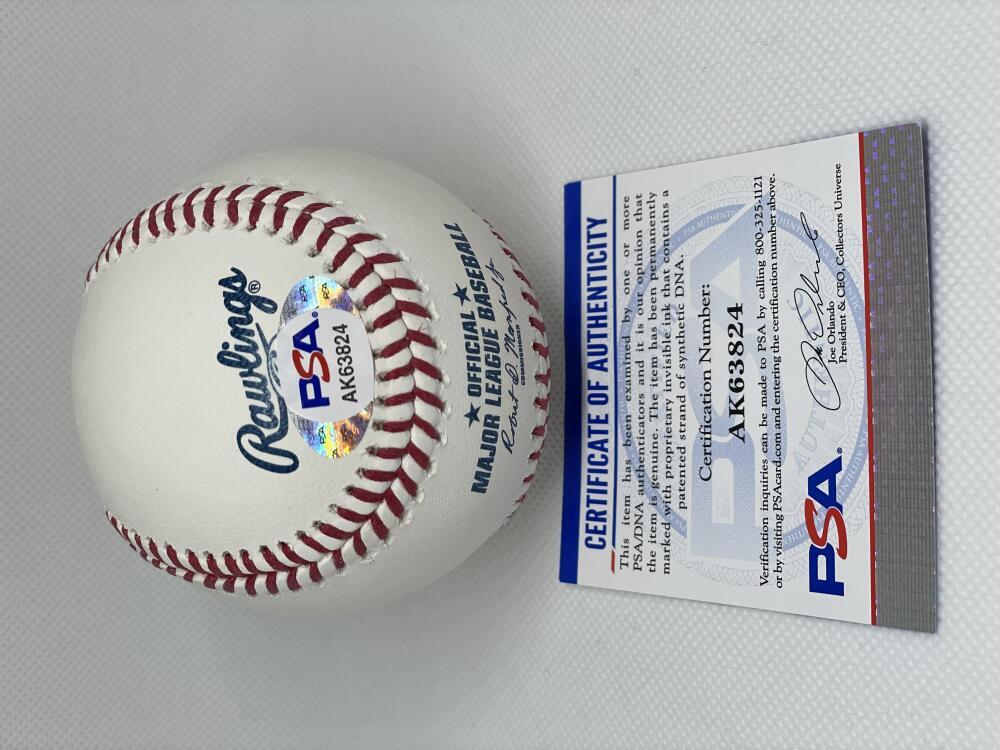 Rawlings®
PSA
AK63824
★ OFFICIAL ★
MAJOR LEAGUE BASEBALL
Robert D. Manfred Jr.
COMMISSIONER
CERTIFICATE OF AUTHENTICITY
This item has been examined by one or more
PSA/DNA authenticators and it is our opinion that
the item is genuine. The item has been permanently
marked with proprietary invisible ink that contains a
patented strand of synthetic DNA.
Certification Number:
AK63824
Verification inquiries can be made to PSA by calling 800-325-1121
or by visiting PSAcard.com and entering the certification number above.
Joe Orlando
President & CEO, Collectors Universe
PSA